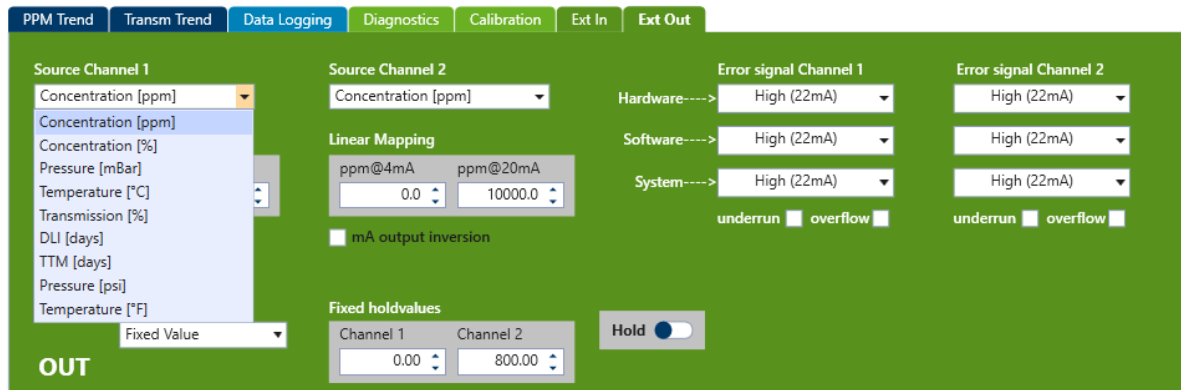 PPM Trend Transm Trend Data Logging Diagnostics Calibration Ext In Ext Out
Source Channel 1 Source Channel 2 Error signal Channel 1 Error signal Channel 2
Concentration [ppm] Concentration [ppm] Hardware----> High (22mA) High (22mA)
Concentration [ppm]
Concentration [%] Linear Mapping Software----> High (22mA) High (22mA)
Pressure [mBar] ppm@4mA ppm@20mA
Temperature [°C] 0.0 10000.0 System----> High (22mA) High (22mA)
Transmission [%] underrun overflow underrun overflow
DLI [days] mA output inversion
TTM [days]
Pressure [psi]
Temperature [°F] Fixed holdvalues
Fixed Value Channel 1 Channel 2 Hold
OUT 0.00 800.00